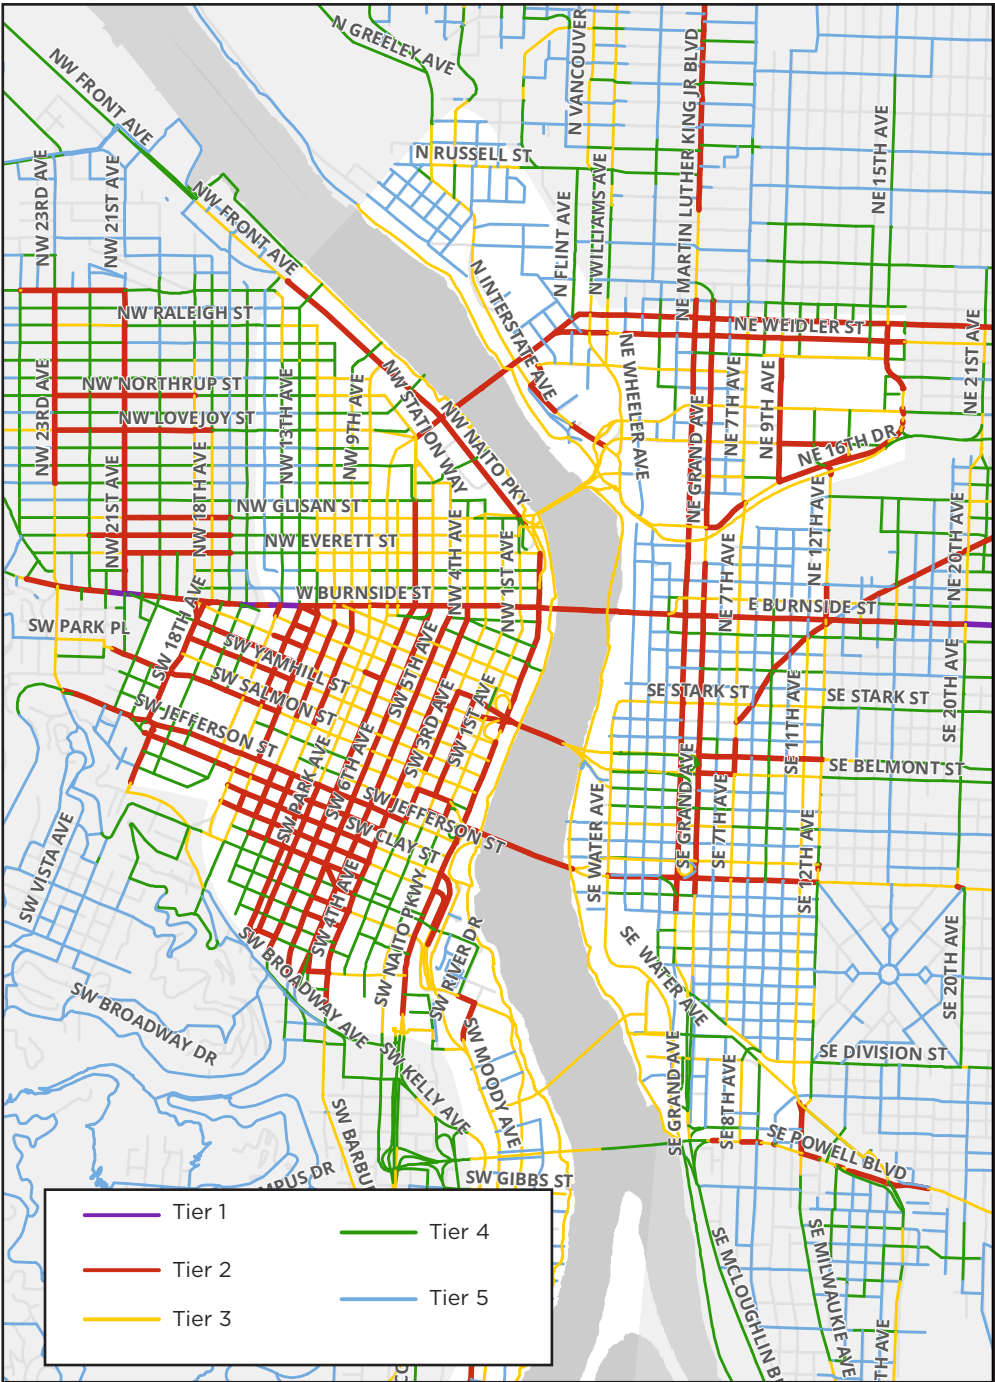 N GREELEY AVE
N VANCOUVER
NE MARTIN LUTHER KING JR BLVD
NW FRONT AVE
NE 15TH AVE
N RUSSELL ST
NW 23RD AVE
NW 21ST AVE
NW FRONT AVE
N FLINT AVE
N WILLIAMS AVE
N INTERSTATE AVE
NW RALEIGH ST
NE WEIDLER ST
NE 21ST AVE
NE WHEELER AVE
NW 23RD AVE
NW NORTHRUP ST
NW 13TH AVE
NW 9TH AVE
NW STATION WAY
NW NAITO PKY
NE GRAND AVE
NE 7TH AVE
NE 9TH AVE
NW LOVEJOY ST
NE 16TH DR
NW 21ST AVE
NW 18TH AVE
NW GLISAN ST
NW EVERETT ST
NW 4TH AVE
NW 1ST AVE
NE 7TH AVE
NE 12TH AVE
NE 20TH AVE
W BURNSIDE ST
E BURNSIDE ST
SW PARK PL
SW 18TH AVE
SW YAMHILL ST
SW SALMON ST
SW 5TH AVE
SW 3RD AVE
SW 1ST AVE
SE STARK ST
SE STARK ST
SE 11TH AVE
SE 20TH AVE
SW JEFFERSON ST
SW PARK AVE
SW 6TH AVE
SE GRAND AVE
SE 7TH AVE
SE BELMONT ST
SW JEFFERSON ST
SW CLAY ST
SE WATER AVE
SE 12TH AVE
SW VISTA AVE
SW 4TH AVE
SW NAITO PKWY
SW RIVER DR
SW BROADWAY AVE
SE WATER AVE
SE 20TH AVE
SW BROADWAY DR
SW MOODY AVE
SW KELLY AVE
SE GRAND AVE
SE 8TH AVE
SE DIVISION ST
SW BARBU
SE POWELL BLVD
MPUS DR
SW GIBBS ST
SE MCLOUGHLIN B
SE MILWAUKIE AVE
TH AVE
Tier 1
Tier 2
Tier 3
Tier 4
Tier 5